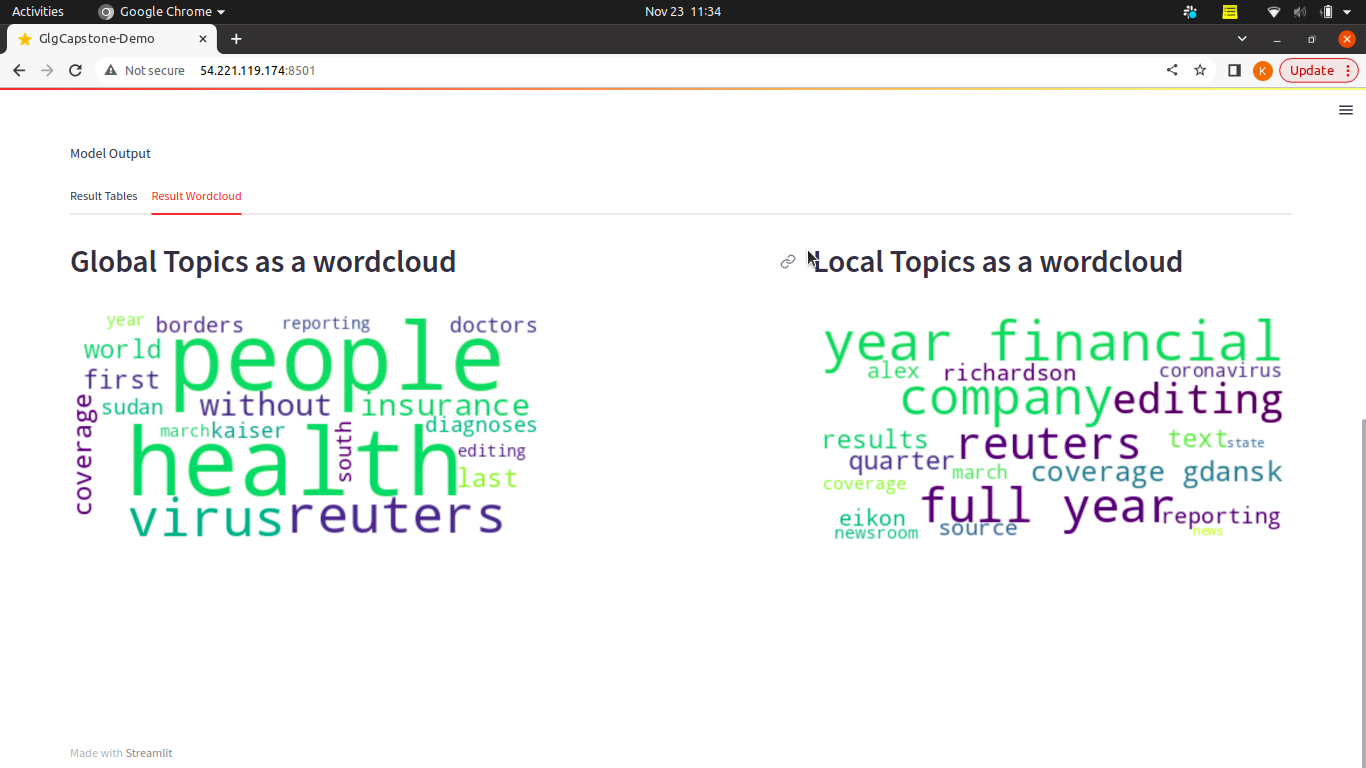 Activities Google Chrome Nov 23 11:34
GlgCapstone-Demo
Not secure 54.221.119.174:8501 K Update
Model Output
Result Tables Result Wordcloud
Global Topics as a wordcloud
Local Topics as a wordcloud
year borders reporting doctors
world people
first
sudan without insurance
coverage march kaiser south diagnoses
health editing
last
virus reuters
year financial
alex richardson coronavirus
company editing
results reuters text state
quarter march coverage gdansk
coverage
eikon full year reporting
newsroom source news
Made with Streamlit